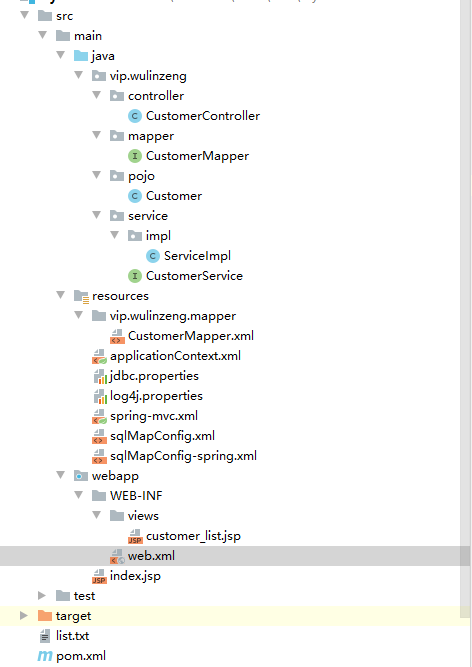 src
main
java
vip.wulinzeng
controller
C CustomerController
mapper
I CustomerMapper
pojo
C Customer
service
impl
C ServiceImpl
I CustomerService
resources
vip.wulinzeng.mapper
CustomerMapper.xml
applicationContext.xml
jdbc.properties
log4j.properties
spring-mvc.xml
sqlMapConfig.xml
sqlMapConfig-spring.xml
webapp
WEB-INF
views
JSP customer_list.jsp
web.xml
JSP index.jsp
test
target
list.txt
m pom.xml